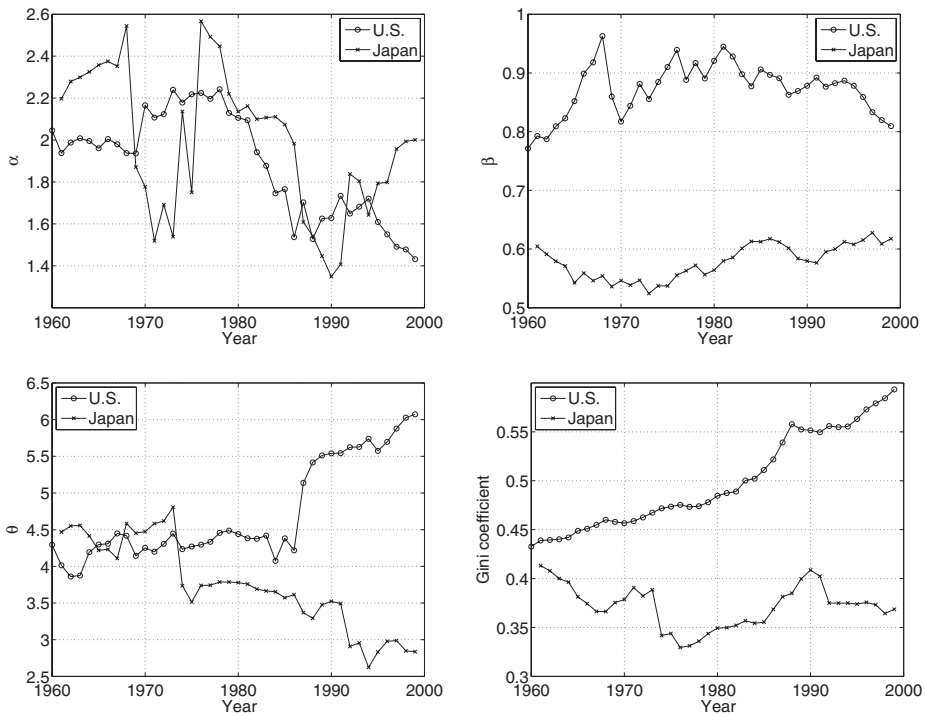 2.6
2.4
2.2
2
1.8
1.6
1.4
α
U.S.
Japan
1960 1970 1980 1990 2000
Year
1
0.9
0.8
0.7
0.6
0.5
β
U.S.
Japan
1960 1970 1980 1990 2000
Year
6.5
6
5.5
5
4.5
4
3.5
3
2.5
θ
U.S.
Japan
1960 1970 1980 1990 2000
Year
0.55
0.5
0.45
0.4
0.35
0.3
Gini coefficient
U.S.
Japan
1960 1970 1980 1990 2000
Year